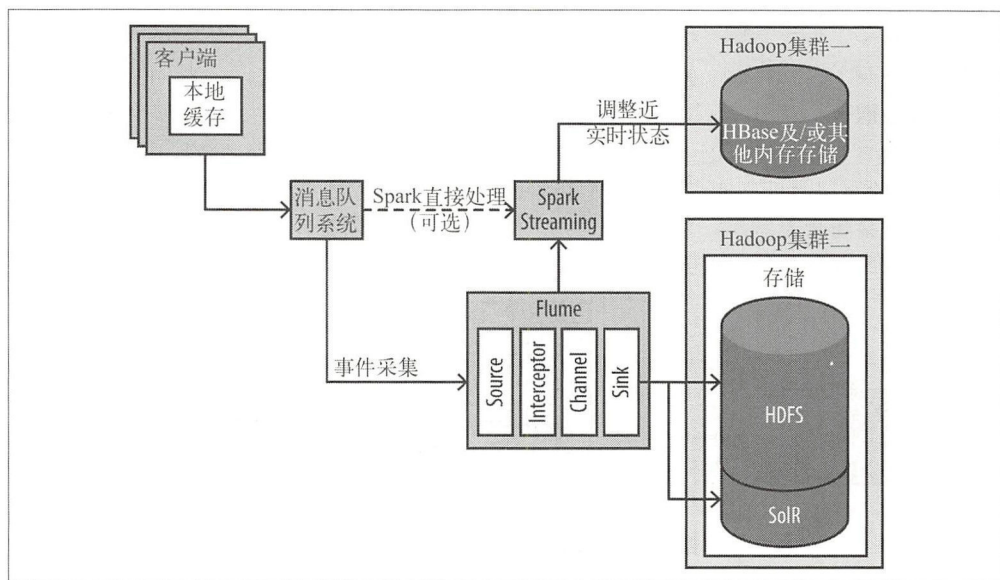 客户端
本地
缓存
消息队
列系统
Spark直接处理
（可选）
Spark
Streaming
调整近
实时状态
Hadoop集群一
HBase及/或其
他内存存储
事件采集
Flume
Source
Interceptor
Channel
Sink
Hadoop集群二
存储
HDFS
SolR